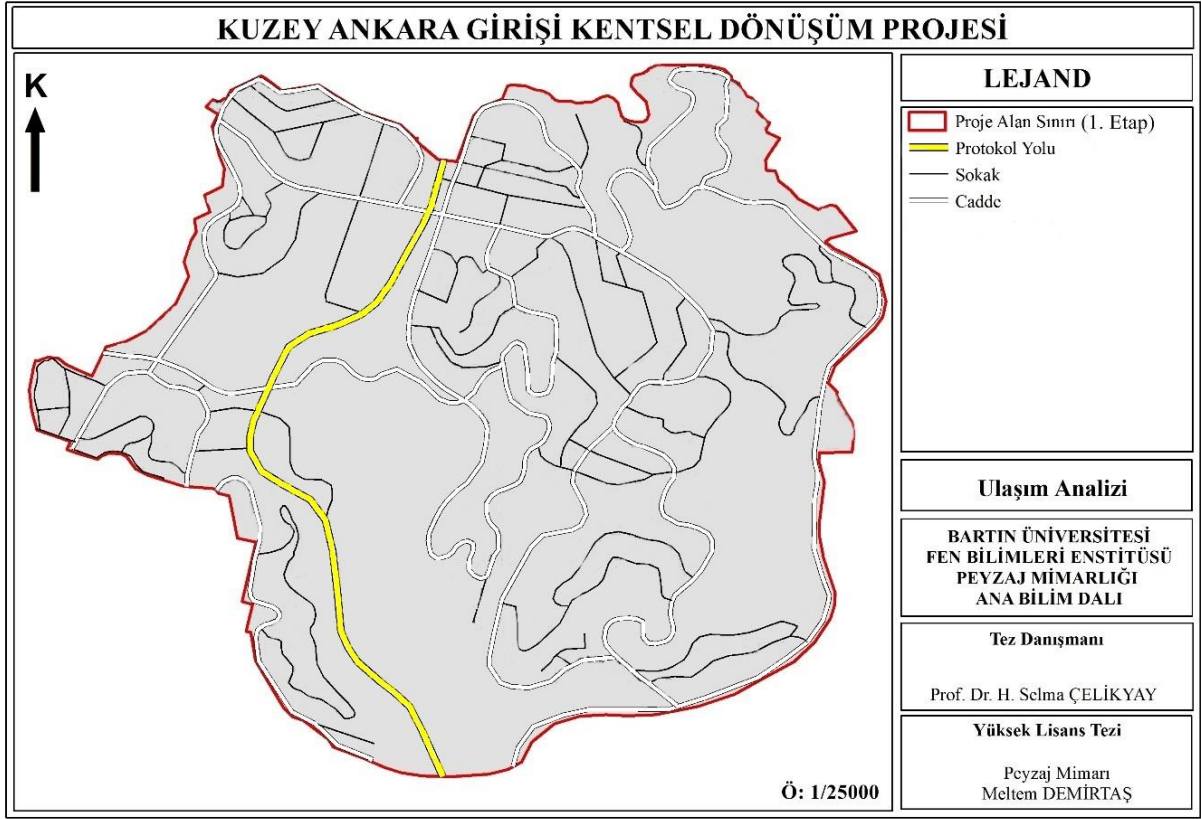 KUZEY ANKARA GİRİŞİ KENTSEL DÖNÜŞÜM PROJESİ
K
LEJAND
Proje Alan Sınırı (1. Etap)
Protokol Yolu
Sokak
Cadde
Ulaşım Analizi
BARTIN ÜNİVERSİTESİ
FEN BİLİMLERİ ENSTİTÜSÜ
PEYZAJ MİMARLIĞI
ANA BİLİM DALI
Tez Danışmanı
Prof. Dr. H. Selma ÇELİKYAY
Yüksek Lisans Tezi
Peyzaj Mimarı
Meltem DEMİRTAŞ
Ö: 1/25000